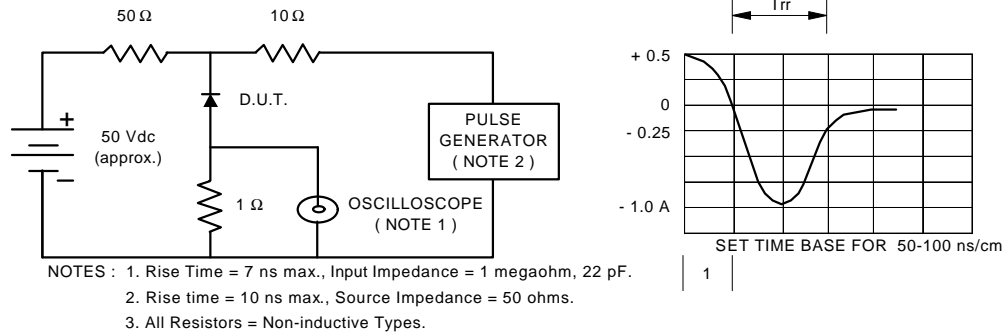 50 Ω
10 Ω
Trr
+ 0.5
D.U.T.
+
50 Vdc
(approx.)
−
PULSE
GENERATOR
( NOTE 2 )
0
- 0.25
1 Ω
OSCILLOSCOPE
( NOTE 1 )
- 1.0 A
SET TIME BASE FOR 50-100 ns/cm
1
NOTES : 1. Rise Time = 7 ns max., Input Impedance = 1 megaohm, 22 pF.
2. Rise time = 10 ns max., Source Impedance = 50 ohms.
3. All Resistors = Non-inductive Types.